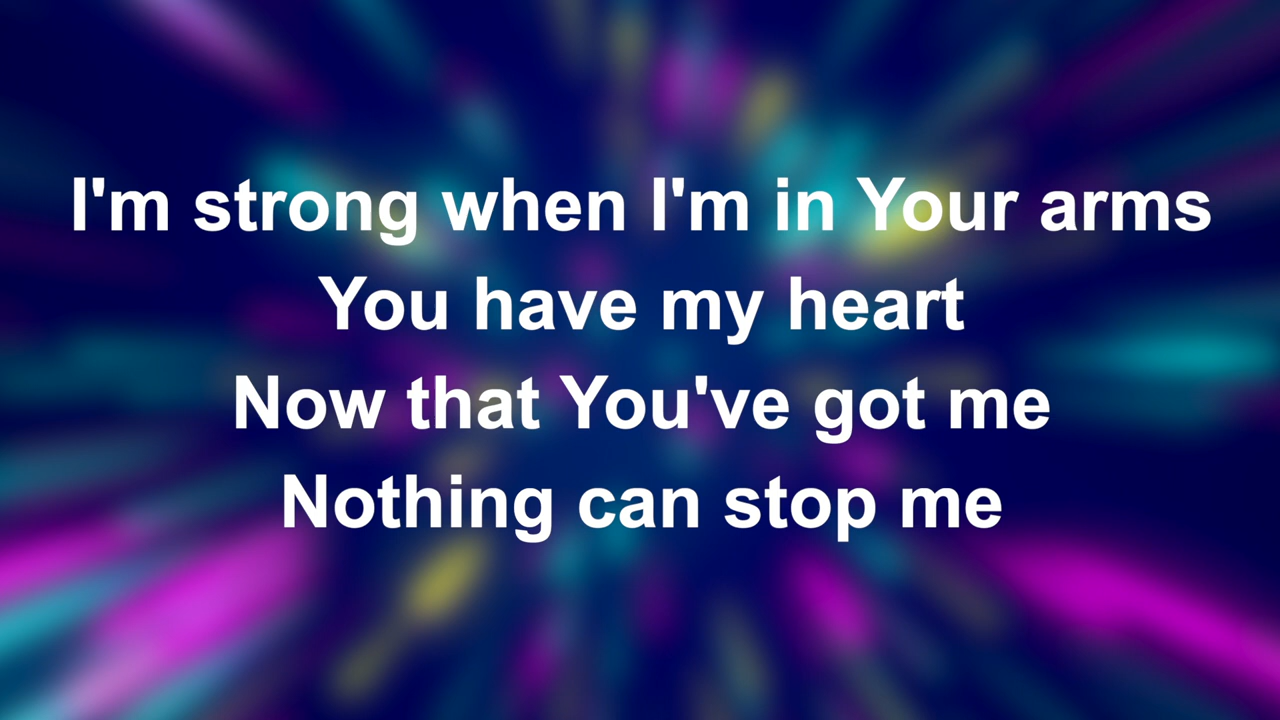 I'm strong when I'm in Your arms
You have my heart
Now that You've got me
Nothing can stop me